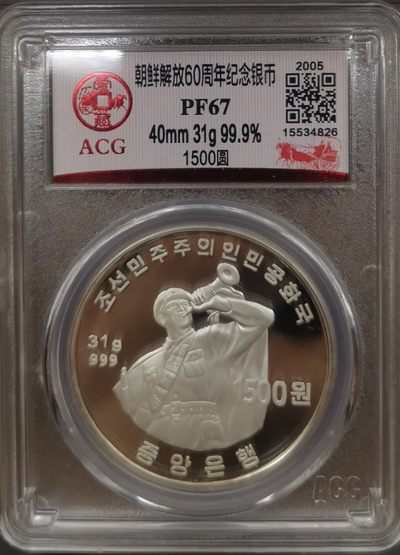 朝鲜解放60周年纪念银币
2005
PF67
ACG
40mm 31g 99.9%
15534826
1500圆
조선민주주의인민공화국
31g
999
1500원
중앙은행
ACG